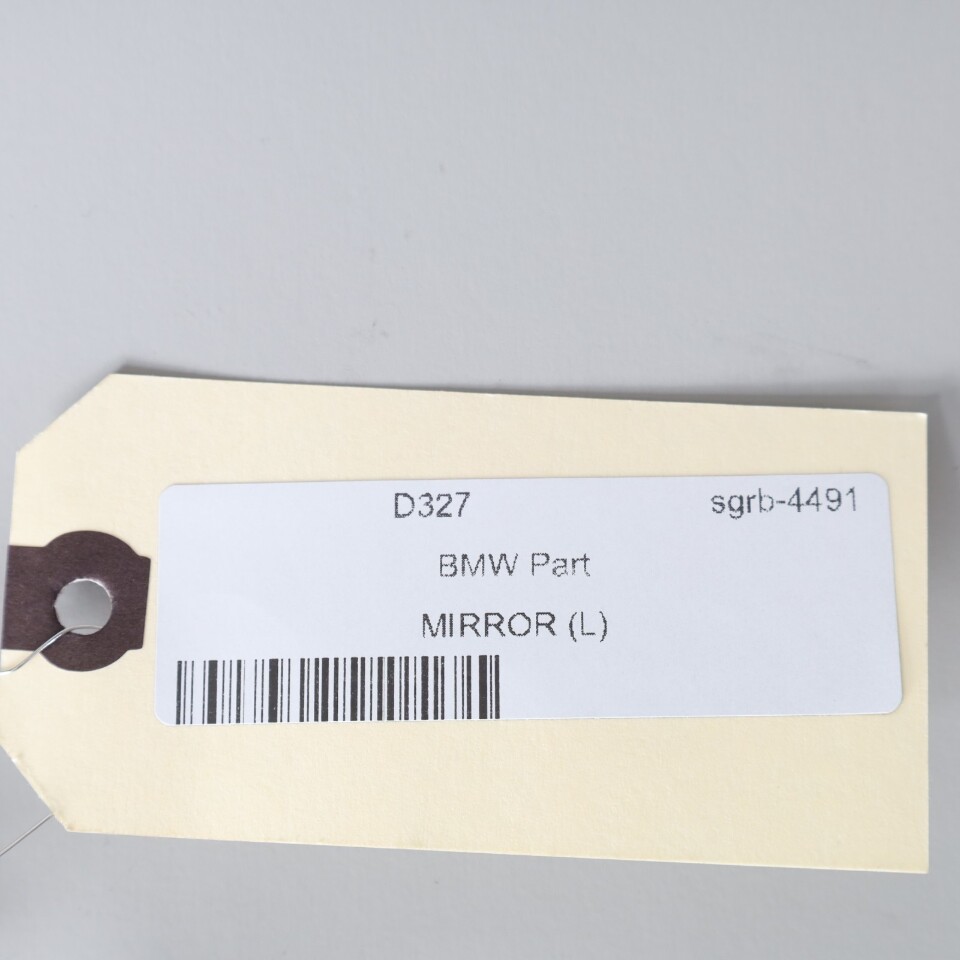 D327 sgrb-4491
BMW Part
MIRROR (L)